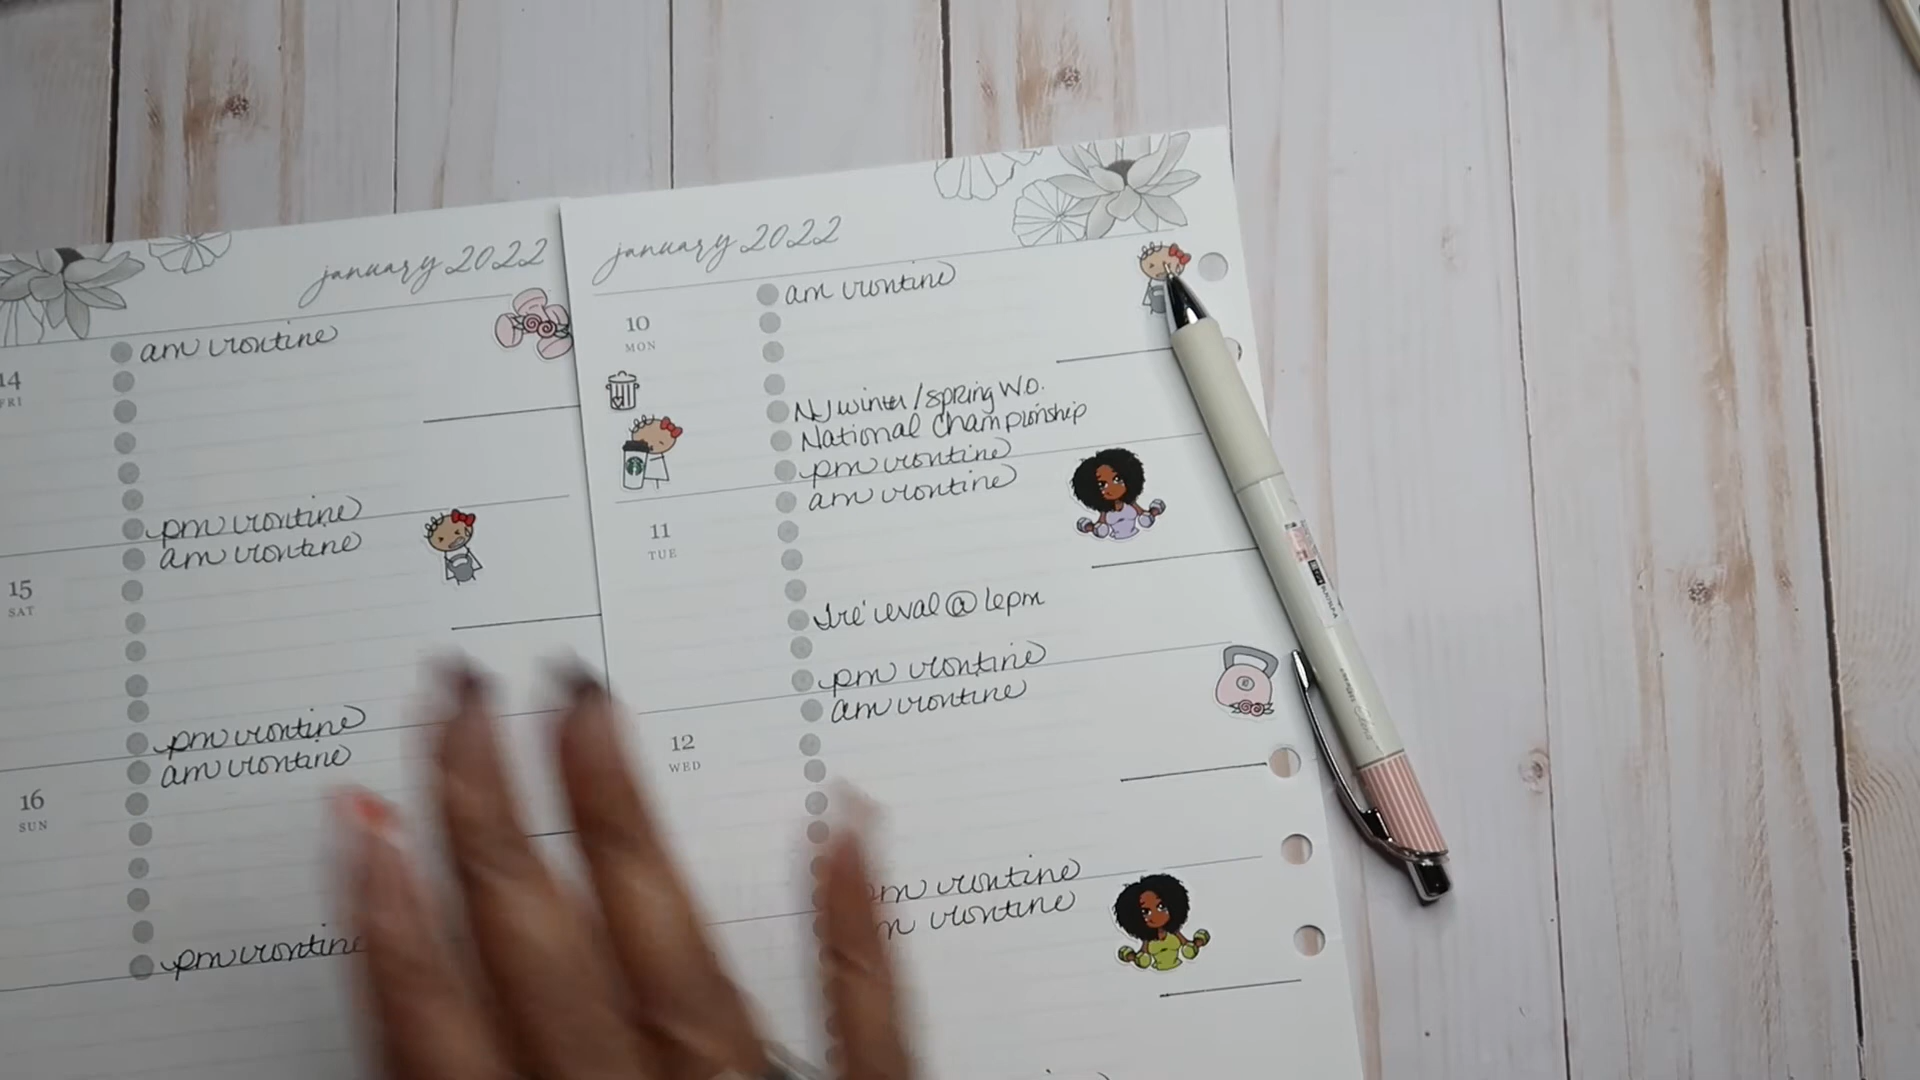 january 2022
am routine
14
FRI
pm routine
am routine
15
SAT
pm routine
am routine
16
SUN
pm routine
january 2022
am routine
10
MON
NJ winter/spring W.O.
National Championship
pm routine
am routine
11
TUE
eval @ 6pm
pm routine
am routine
12
WED
routine
routine